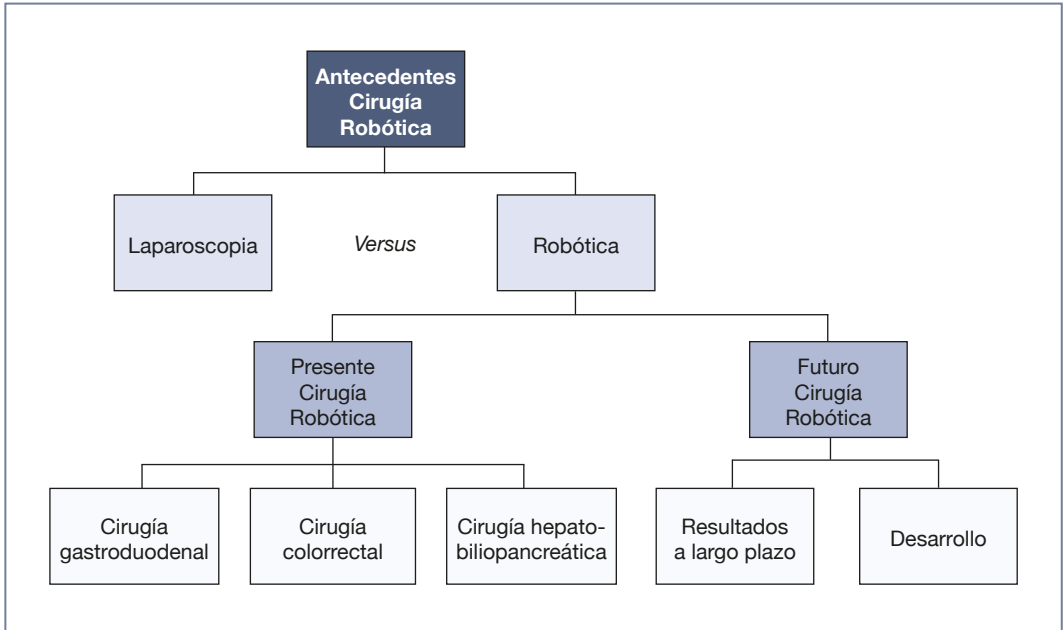 Antecedentes
Cirugía
Robótica
Laparoscopia
Versus
Robótica
Presente
Cirugía
Robótica
Futuro
Cirugía
Robótica
Cirugía
gastroduodenal
Cirugía
colorrectal
Cirugía hepato-
biliopancreática
Resultados
a largo plazo
Desarrollo